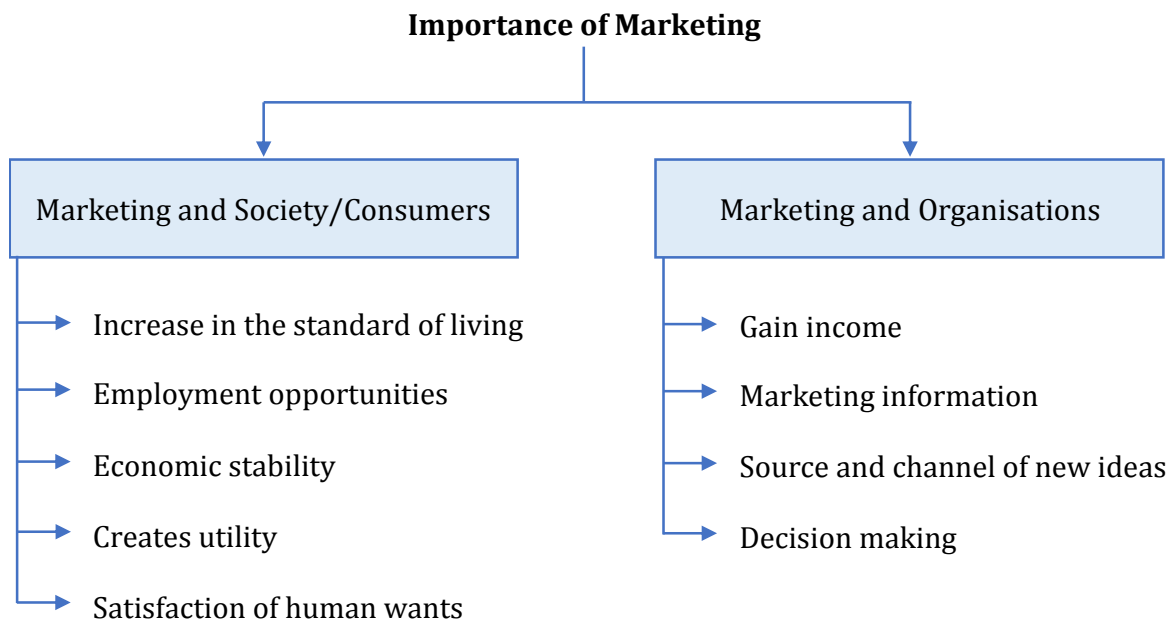 Importance of Marketing
Marketing and Society/Consumers
Increase in the standard of living
Employment opportunities
Economic stability
Creates utility
Satisfaction of human wants
Marketing and Organisations
Gain income
Marketing information
Source and channel of new ideas
Decision making